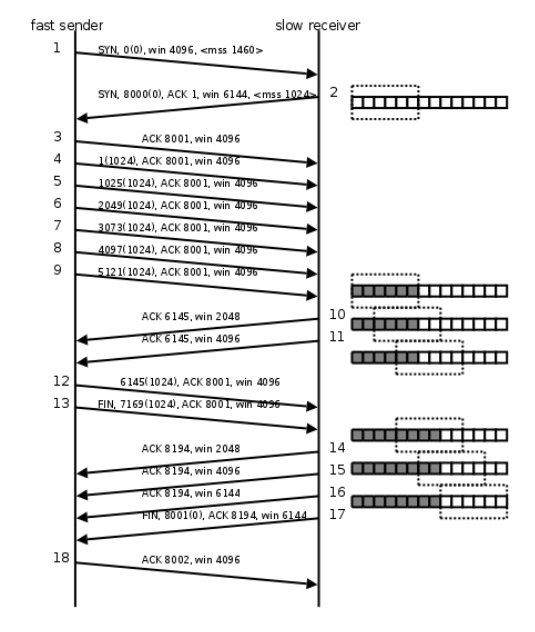 fast sender slow receiver
1 SYN, 0(0), win 4096, <mss 1460>
SYN, 8000(0), ACK 1, win 6144, <mss 1024> 2
3 ACK 8001, win 4096
4 1(1024), ACK 8001, win 4096
5 1025(1024), ACK 8001, win 4096
6 2049(1024), ACK 8001, win 4096
7 3073(1024), ACK 8001, win 4096
8 4097(1024), ACK 8001, win 4096
9 5121(1024), ACK 8001, win 4096
ACK 6145, win 2048 10
ACK 6145, win 4096 11
12 6145(1024), ACK 8001, win 4096
13 FIN, 7169(1024), ACK 8001, win 4096
ACK 8194, win 2048 14
ACK 8194, win 4096 15
ACK 8194, win 6144 16
FIN, 8001(0), ACK 8194, win 6144 17
18 ACK 8002, win 4096